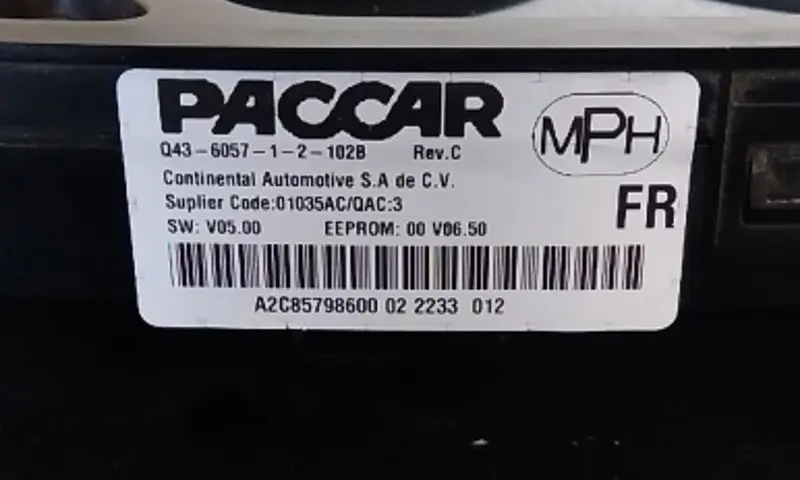 PACCAR
MPH
Q43-6057-1-2-102B Rev.C
Continental Automotive S.A de C.V.
Suplier Code:01035AC/QAC:3
FR
SW: V05.00 EEPROM: 00 V06.50
A2C85798600 02 2233 012